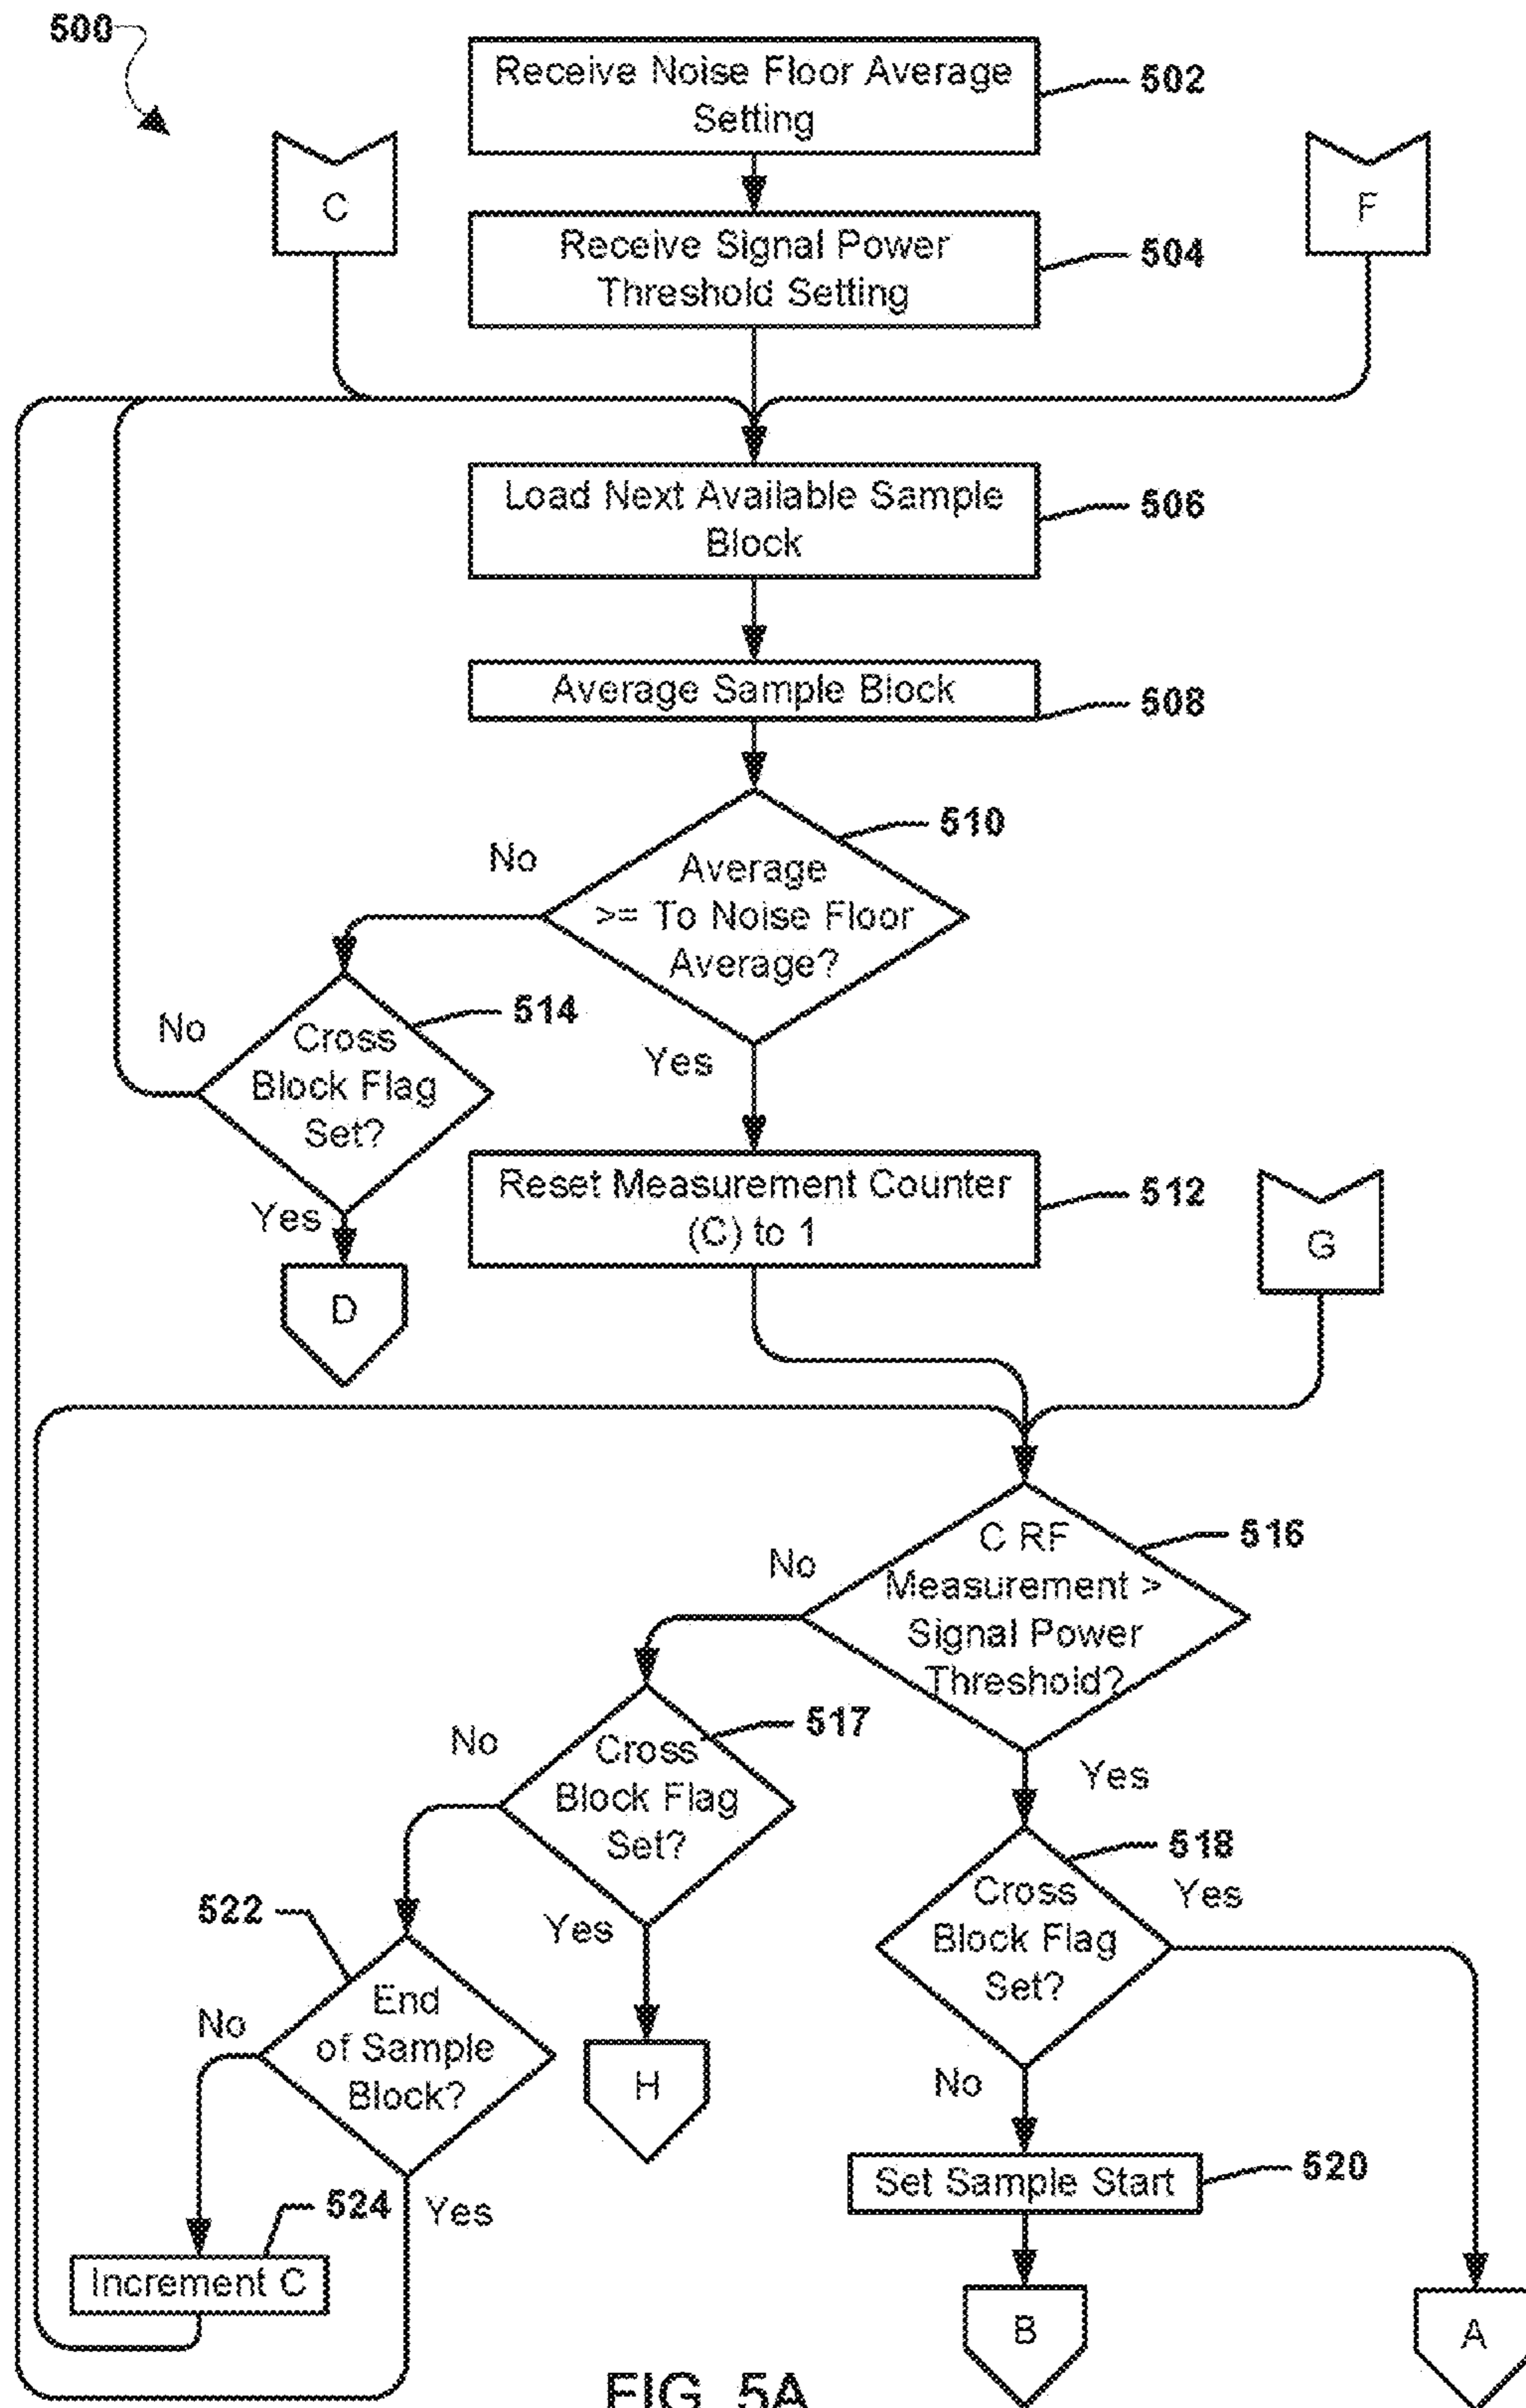 500
Receive Noise Floor Average
Setting
502
C
F
Receive Signal Power
Threshold Setting
504
Load Next Available Sample
Block
506
Average Sample Block
508
510
No
Average
>= To Noise Floor
Average?
514
No
Cross
Block Flag
Set?
Yes
Yes
Reset Measurement Counter
(C) to 1
512
G
D
516
No
C RF
Measurement >
Signal Power
Threshold?
517
No
Cross
Block Flag
Set?
Yes
518
Yes
Cross
Block Flag
Set?
522
Yes
End
of Sample
Block?
No
H
No
Set Sample Start
520
524
Yes
Increment C
B
A
FIG. 5A